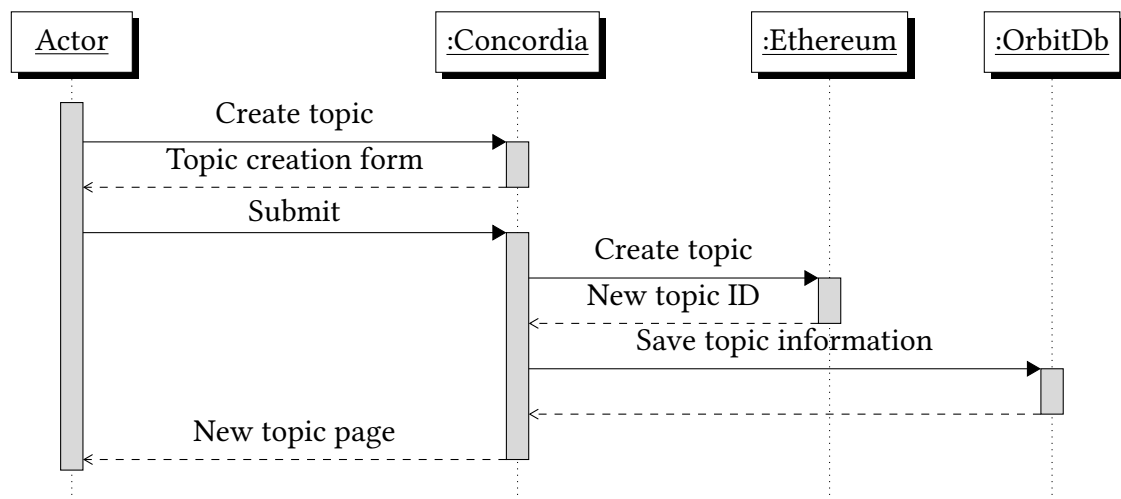 Actor
:Concordia
:Ethereum
:OrbitDb
Create topic
Topic creation form
Submit
Create topic
New topic ID
Save topic information
New topic page